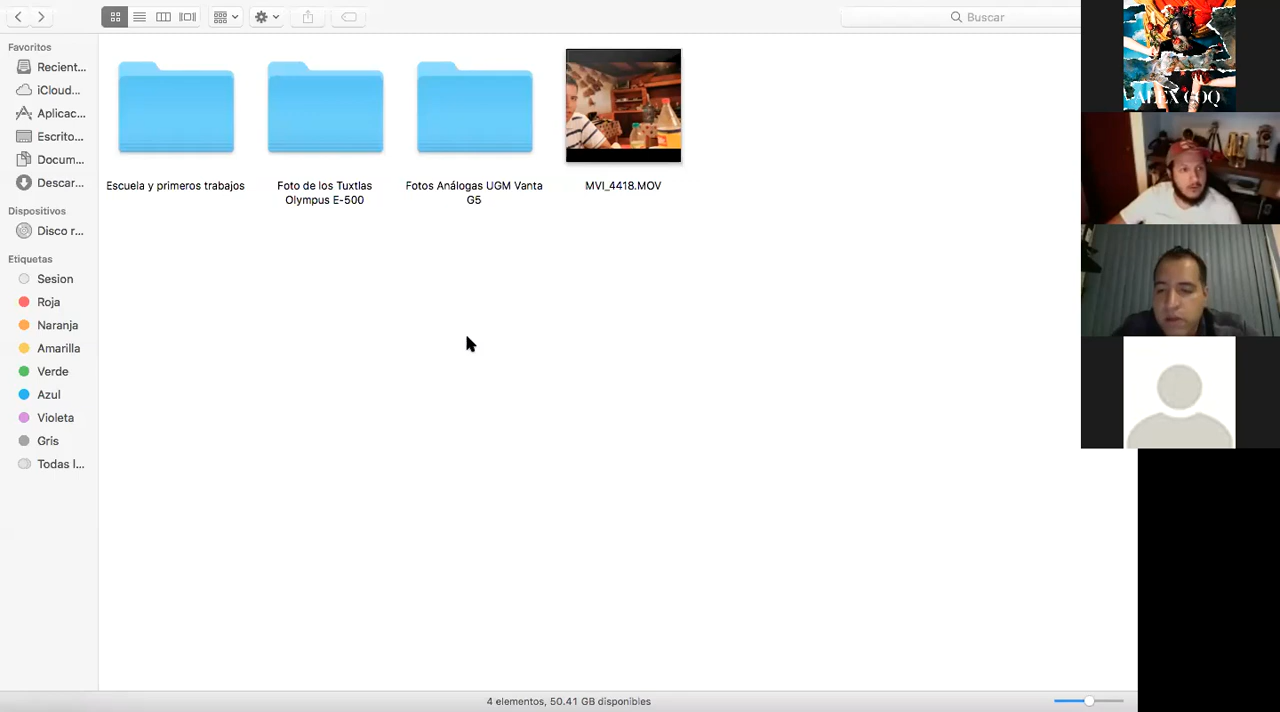 Buscar
Favoritos
Recient...
iCloud...
Aplicac...
Escrito...
Docum...
Descar...
Dispositivos
Disco r...
Etiquetas
Sesion
Roja
Naranja
Amarilla
Verde
Azul
Violeta
Gris
Todas l...
Escuela y primeros trabajos
Foto de los Tuxtlas
Olympus E-500
Fotos Análogas UGM Vanta
G5
MVI_4418.MOV
4 elementos, 50.41 GB disponibles
ALEX COQ